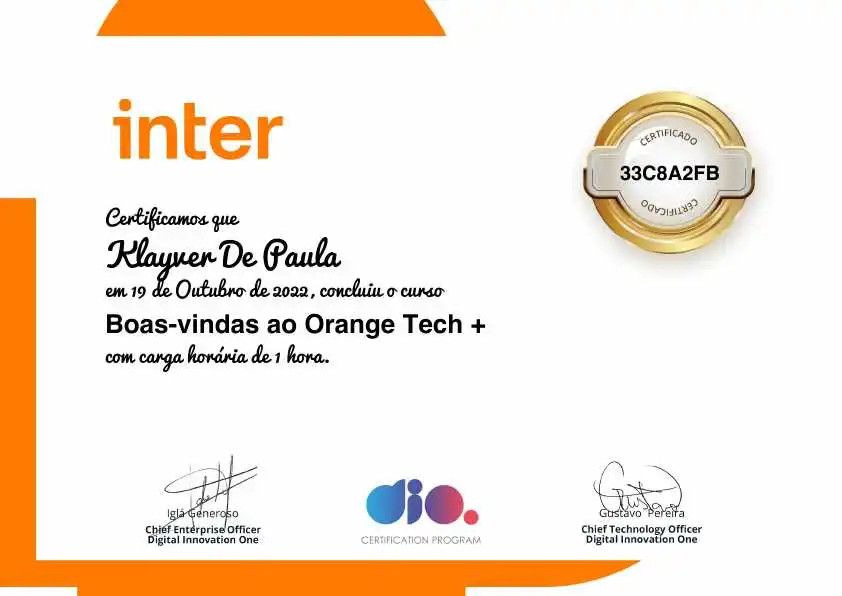 inter
CERTIFICADO
33C8A2FB
CERTIFICADO
Certificamos que
Klayver De Paula
em 19 de Outubro de 2022, concluiu o curso
Boas-vindas ao Orange Tech +
com carga horária de 1 hora.
Iglá Generoso
Chief Enterprise Officer
Digital Innovation One
dio.
CERTIFICATION PROGRAM
Gustavo Pereira
Chief Technology Officer
Digital Innovation One